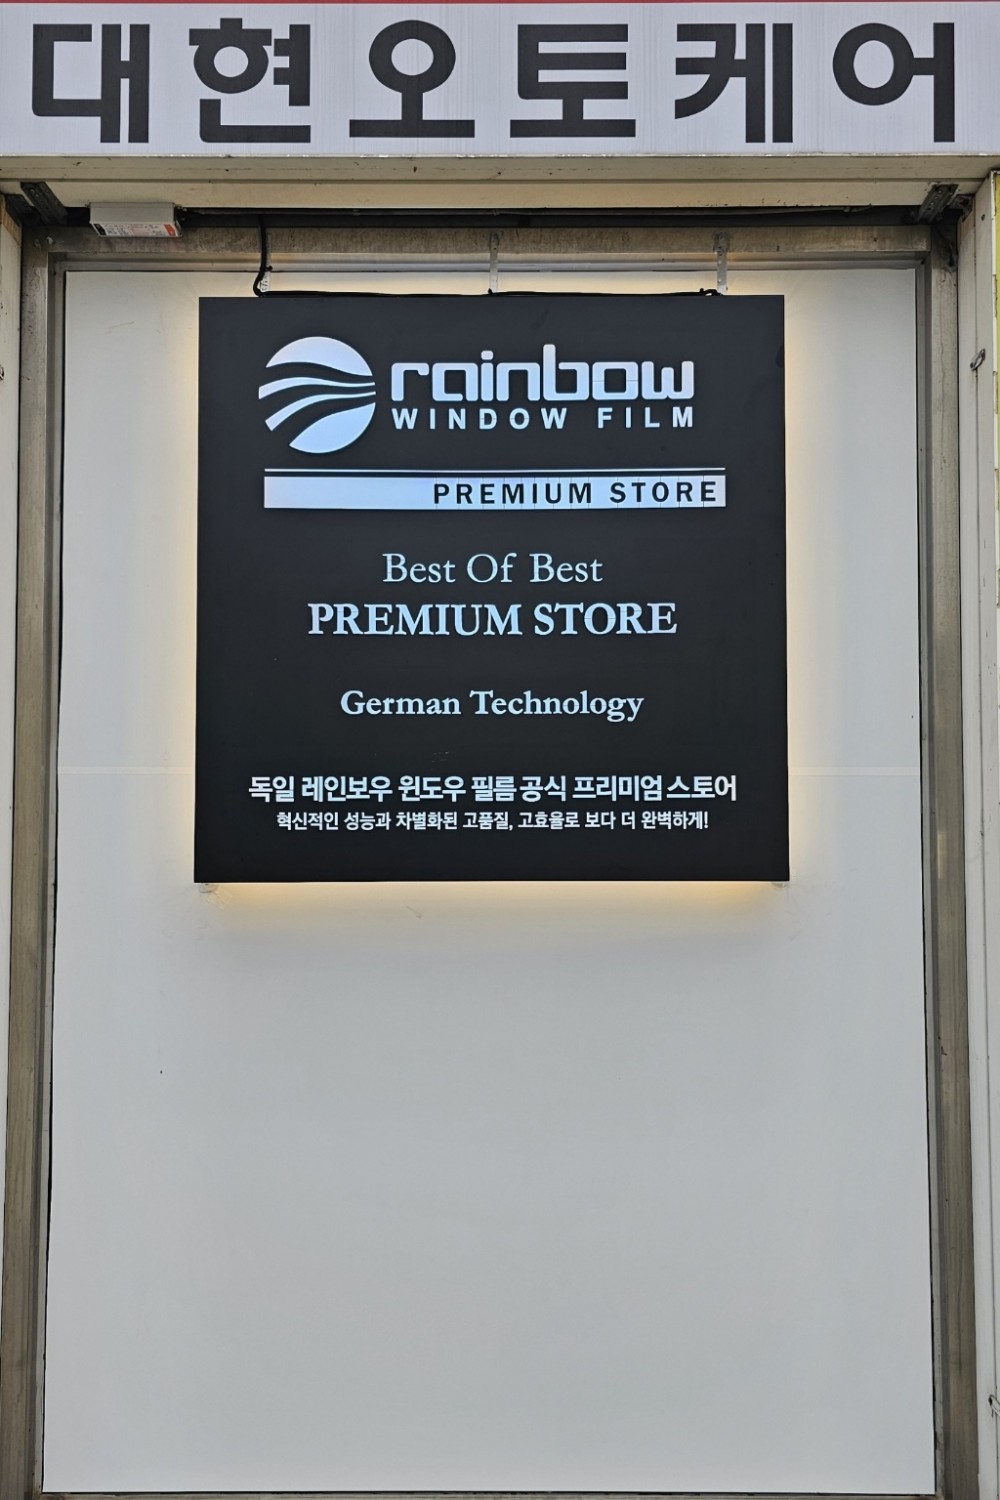 대현오토케어
rainbow
WINDOW FILM
PREMIUM STORE
Best Of Best
PREMIUM STORE
German Technology
독일 레인보우 윈도우 필름 공식 프리미엄 스토어
혁신적인 성능과 차별화된 고품질, 고효율로 보다 더 완벽하게!